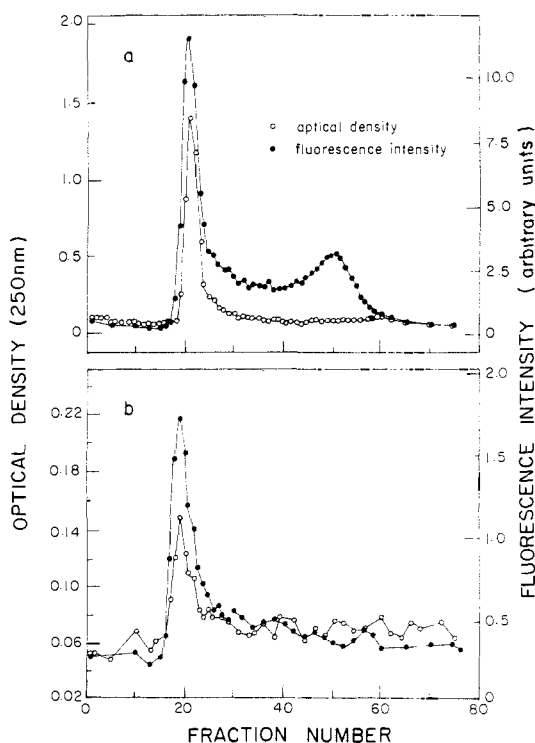 OPTICAL DENSITY (250nm)
FLUORESCENCE INTENSITY (arbitrary units)
a
2.0
1.5
1.0
0.5
0
10.0
7.5
5.0
2.5
0
○ optical density
● fluorescence intensity
b
0.22
0.18
0.14
0.10
0.06
0.02
2.0
1.5
1.0
0.5
0
0 20 40 60 80
FRACTION NUMBER